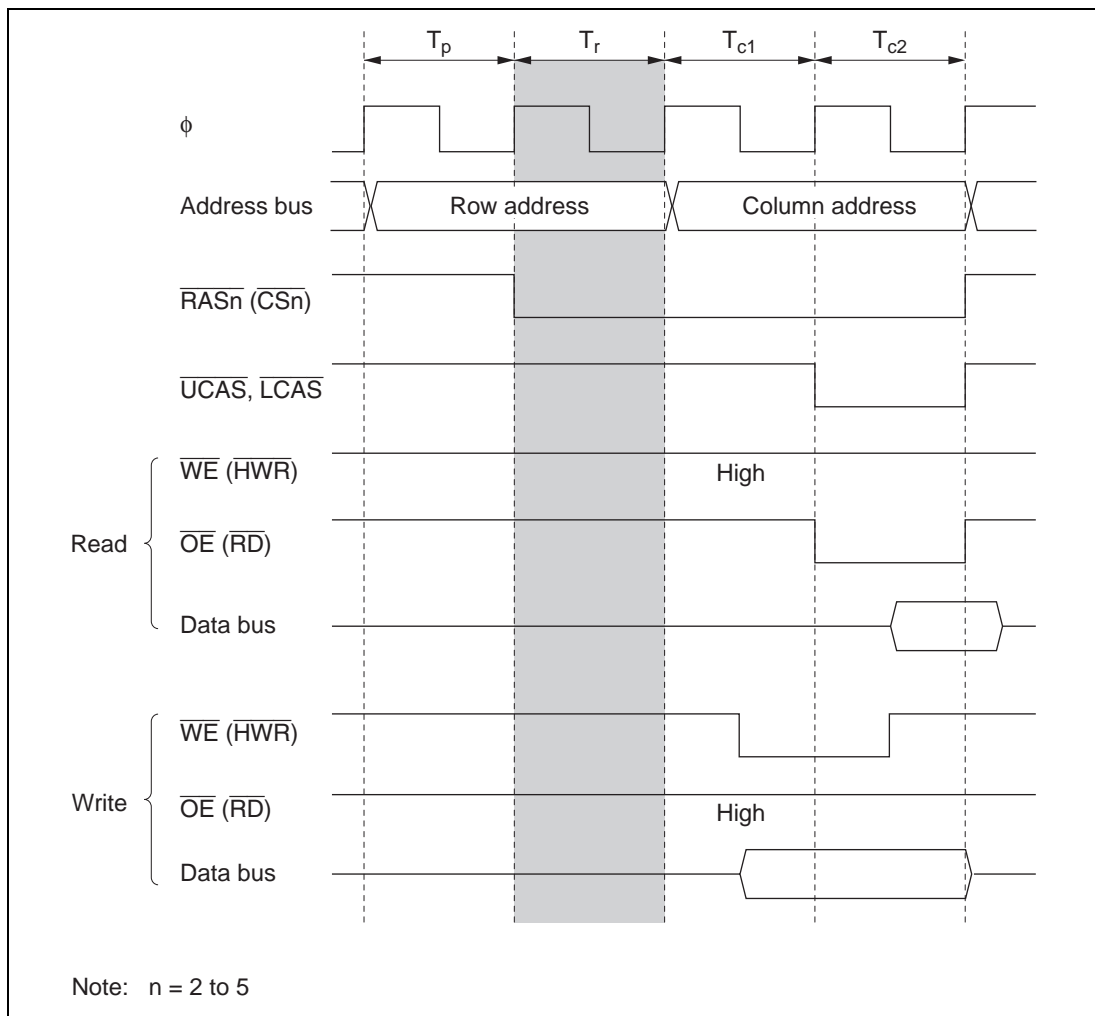 Tp Tr Tc1 Tc2
φ
Address bus Row address Column address
RASn (CSn)
UCAS, LCAS
WE (HWR) High
Read OE (RD)
Data bus
WE (HWR)
Write OE (RD) High
Data bus
Note: n = 2 to 5